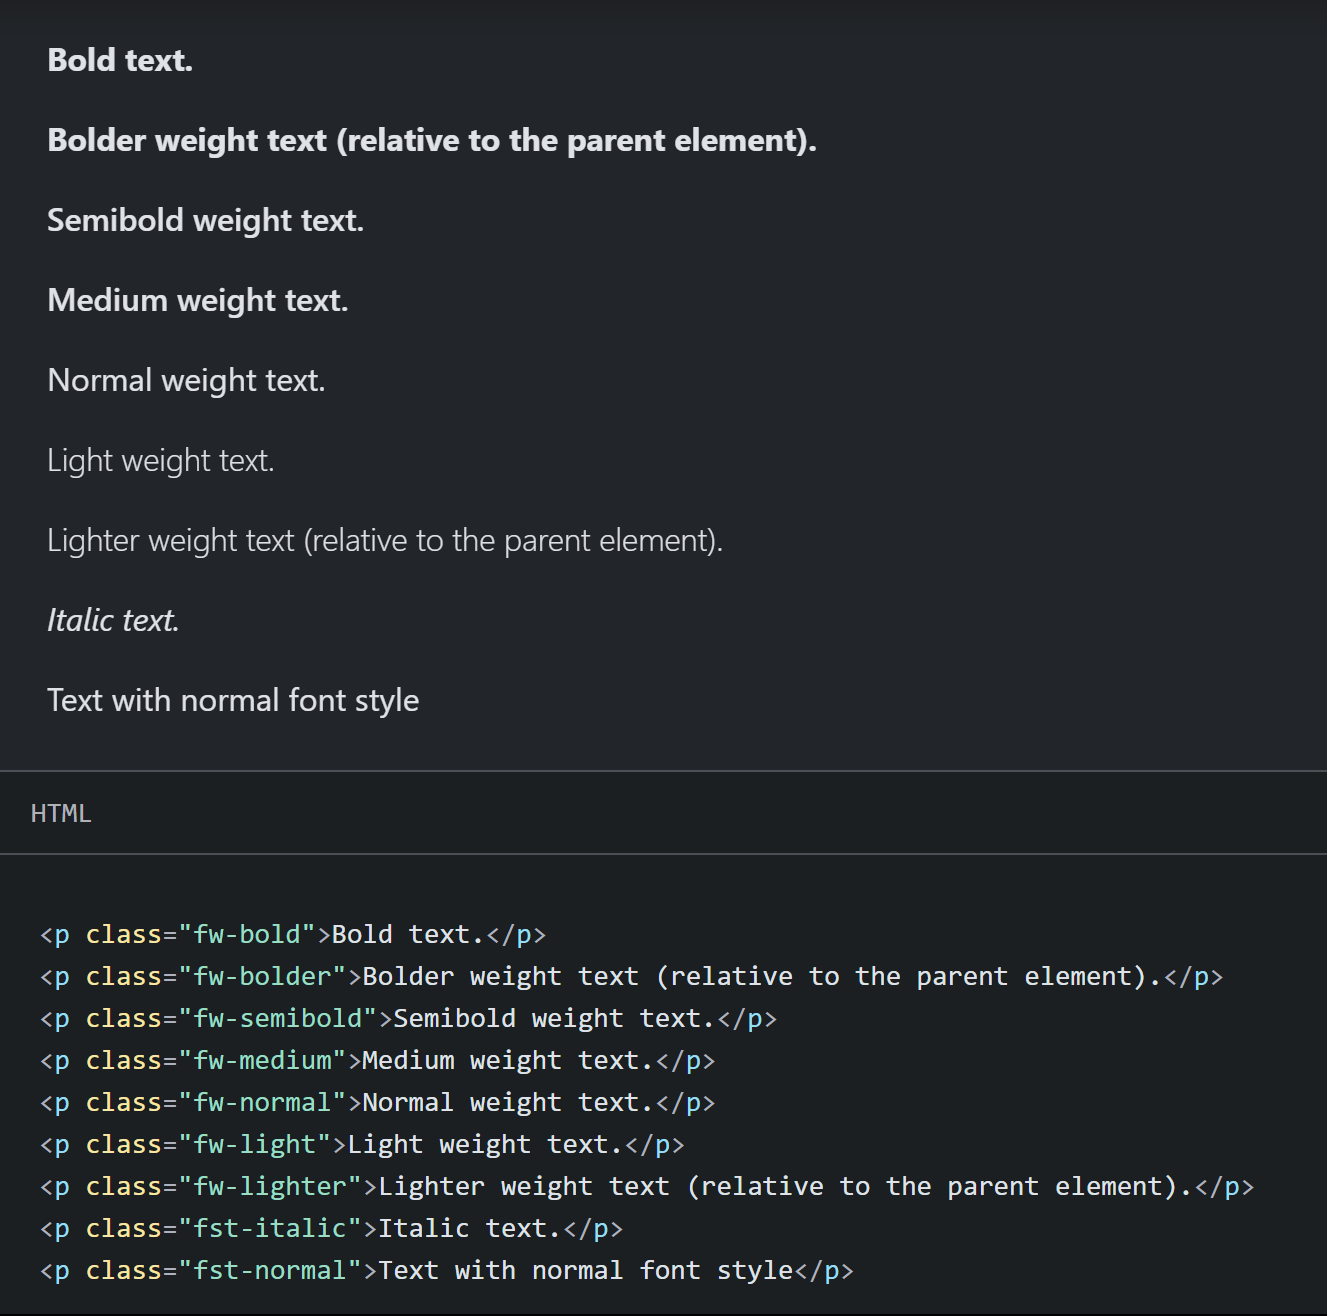 Bold text.
Bolder weight text (relative to the parent element).
Semibold weight text.
Medium weight text.
Normal weight text.
Light weight text.
Lighter weight text (relative to the parent element).
Italic text.
Text with normal font style
HTML
<p class="fw-bold">Bold text.</p>
<p class="fw-bolder">Bolder weight text (relative to the parent element).</p>
<p class="fw-semibold">Semibold weight text.</p>
<p class="fw-medium">Medium weight text.</p>
<p class="fw-normal">Normal weight text.</p>
<p class="fw-light">Light weight text.</p>
<p class="fw-lighter">Lighter weight text (relative to the parent element).</p>
<p class="fst-italic">Italic text.</p>
<p class="fst-normal">Text with normal font style</p>